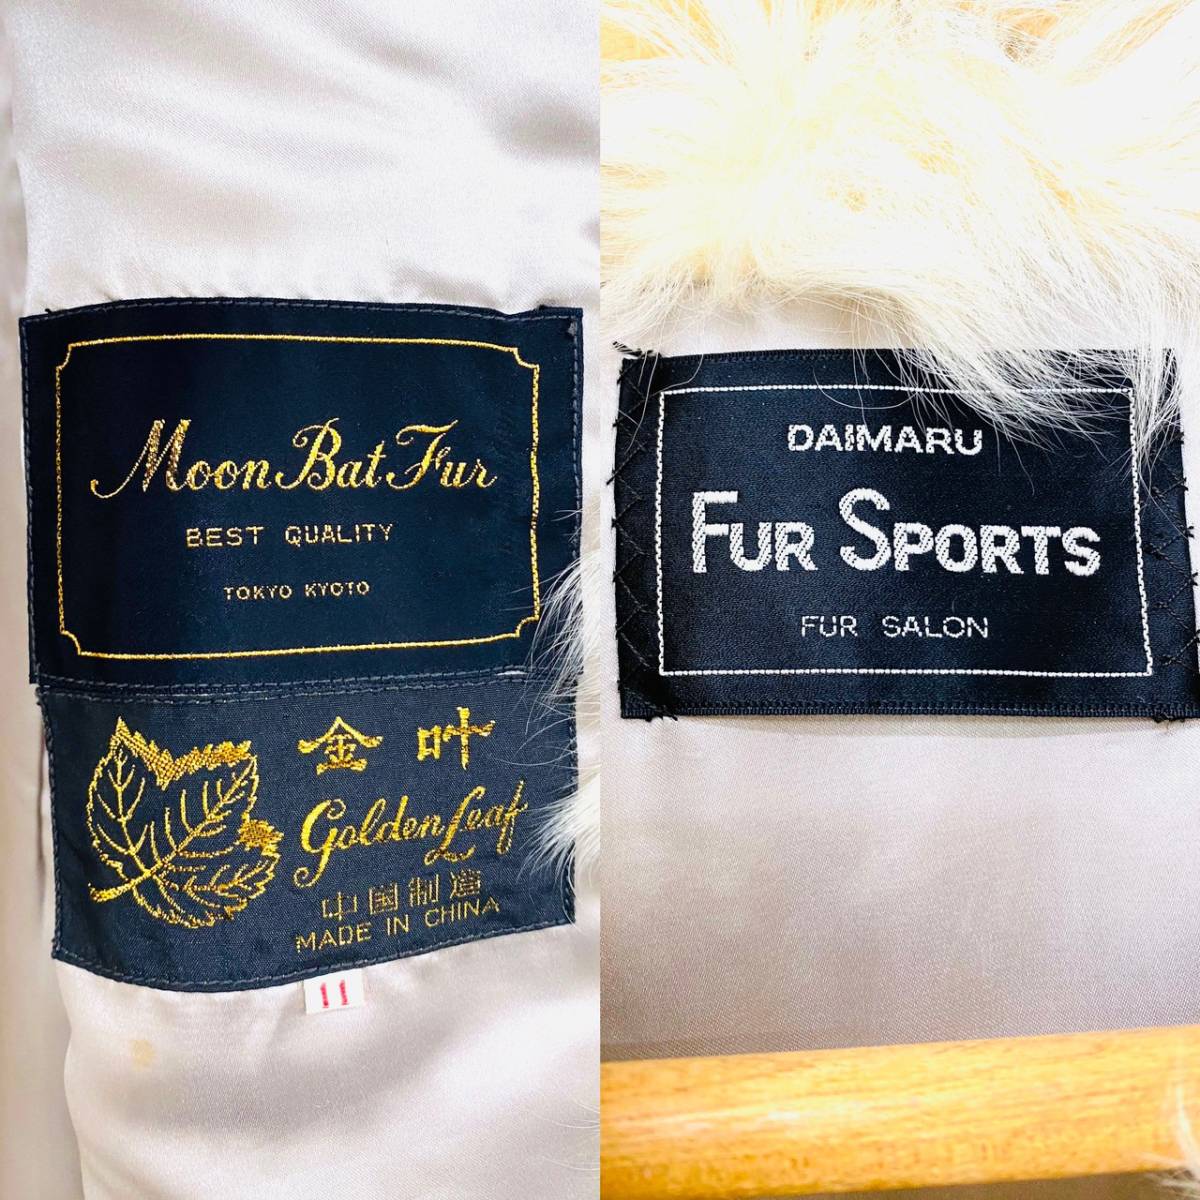 Moon Bat Fur
BEST QUALITY
TOKYO KYOTO
金叶
Golden Leaf
中国制造
MADE IN CHINA
11
DAIMARU
FUR SPORTS
FUR SALON